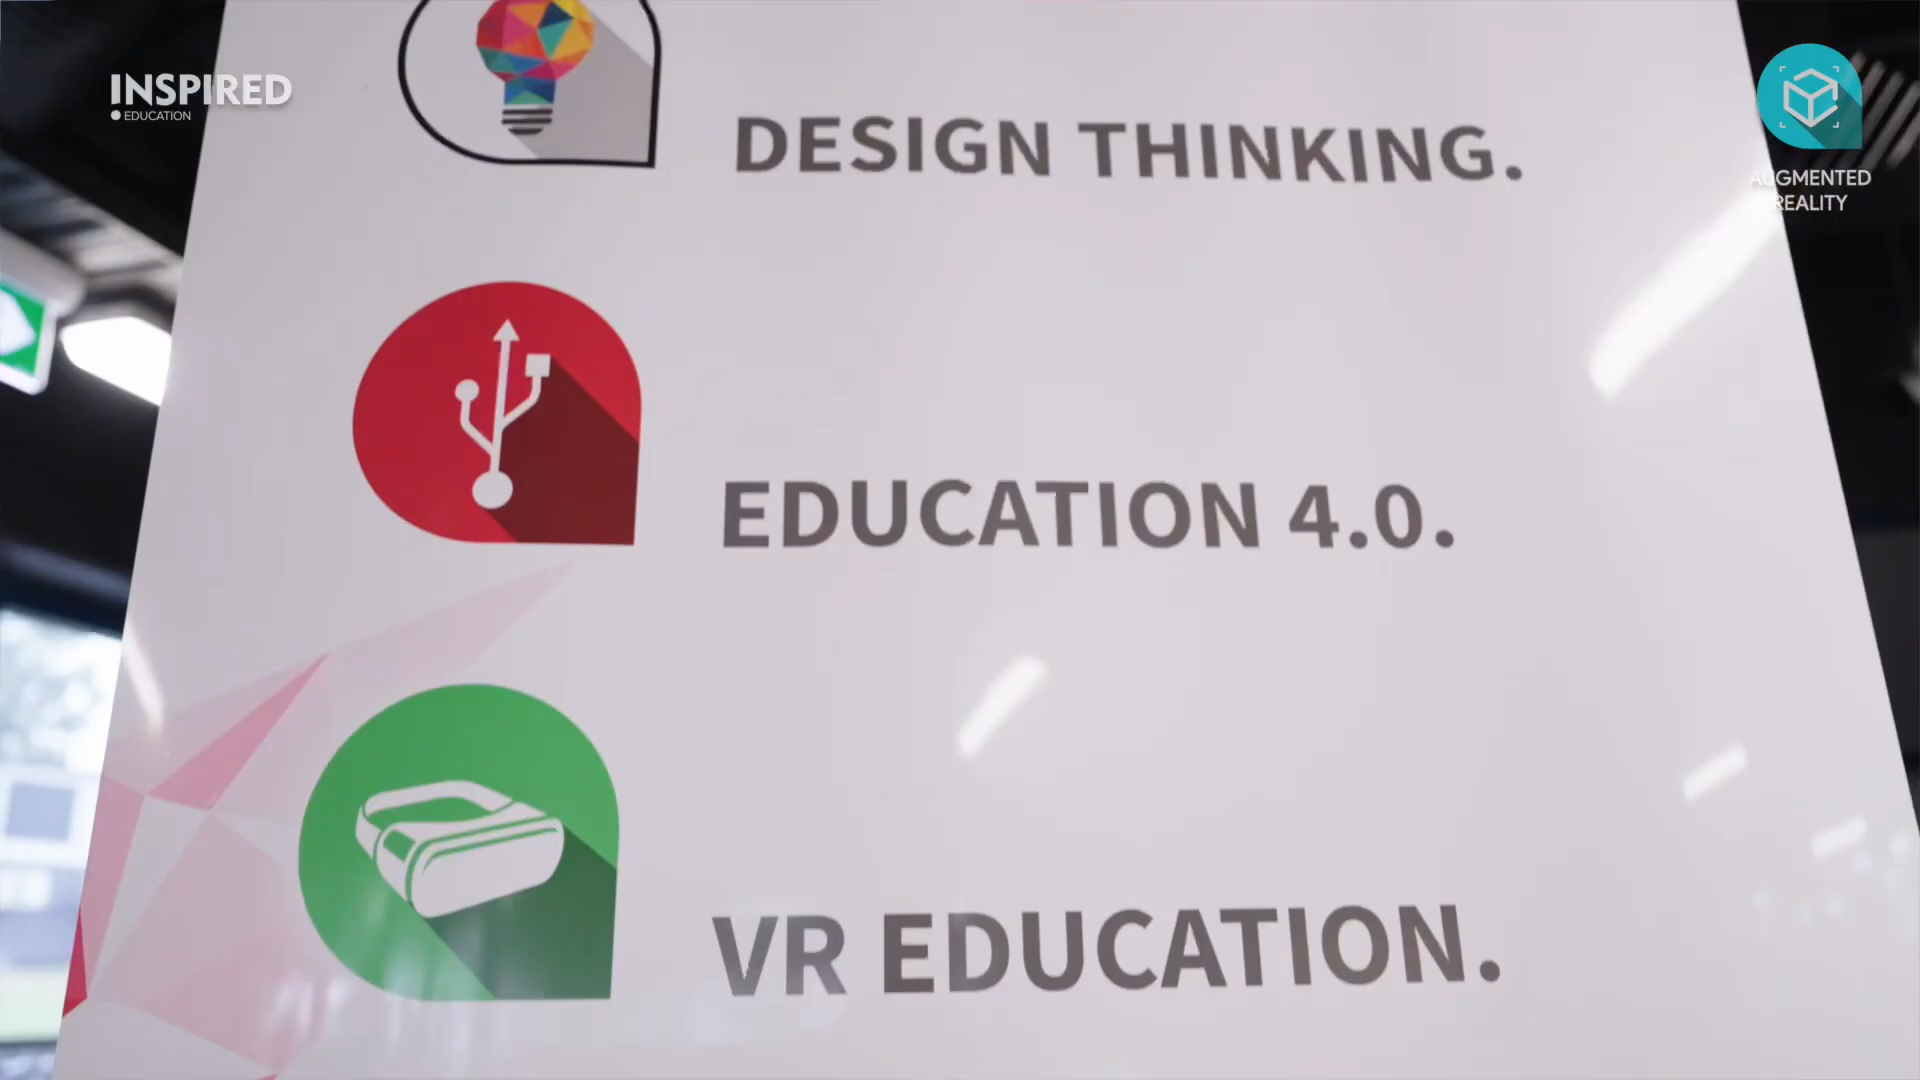 INSPIRED
EDUCATION
AUGMENTED
REALITY
DESIGN THINKING.
EDUCATION 4.0.
VR EDUCATION.